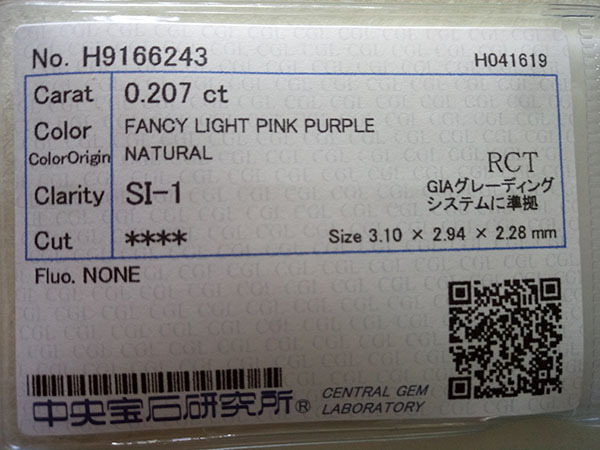 No. H9166243 H041619
Carat 0.207 ct
Color FANCY LIGHT PINK PURPLE
ColorOrigin NATURAL
RCT
Clarity SI-1
GIAグレーディング
システムに準拠
Cut **** Size 3.10 × 2.94 × 2.28 mm
Fluo. NONE
中央宝石研究所® CENTRAL GEM
LABORATORY